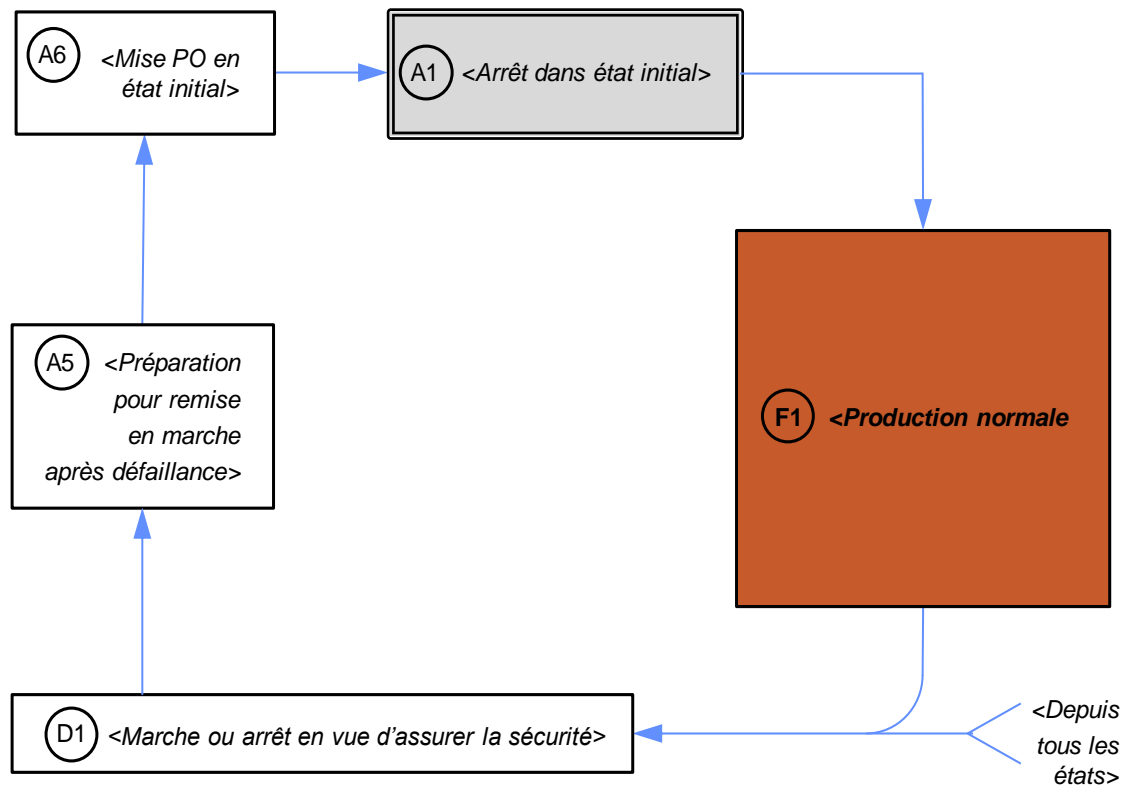 A6 <Mise PO en
état initial>
A1 <Arrêt dans état initial>
A5 <Préparation
pour remise
en marche
après défaillance>
F1 <Production normale
D1 <Marche ou arrêt en vue d'assurer la sécurité>
<Depuis
tous les
états>